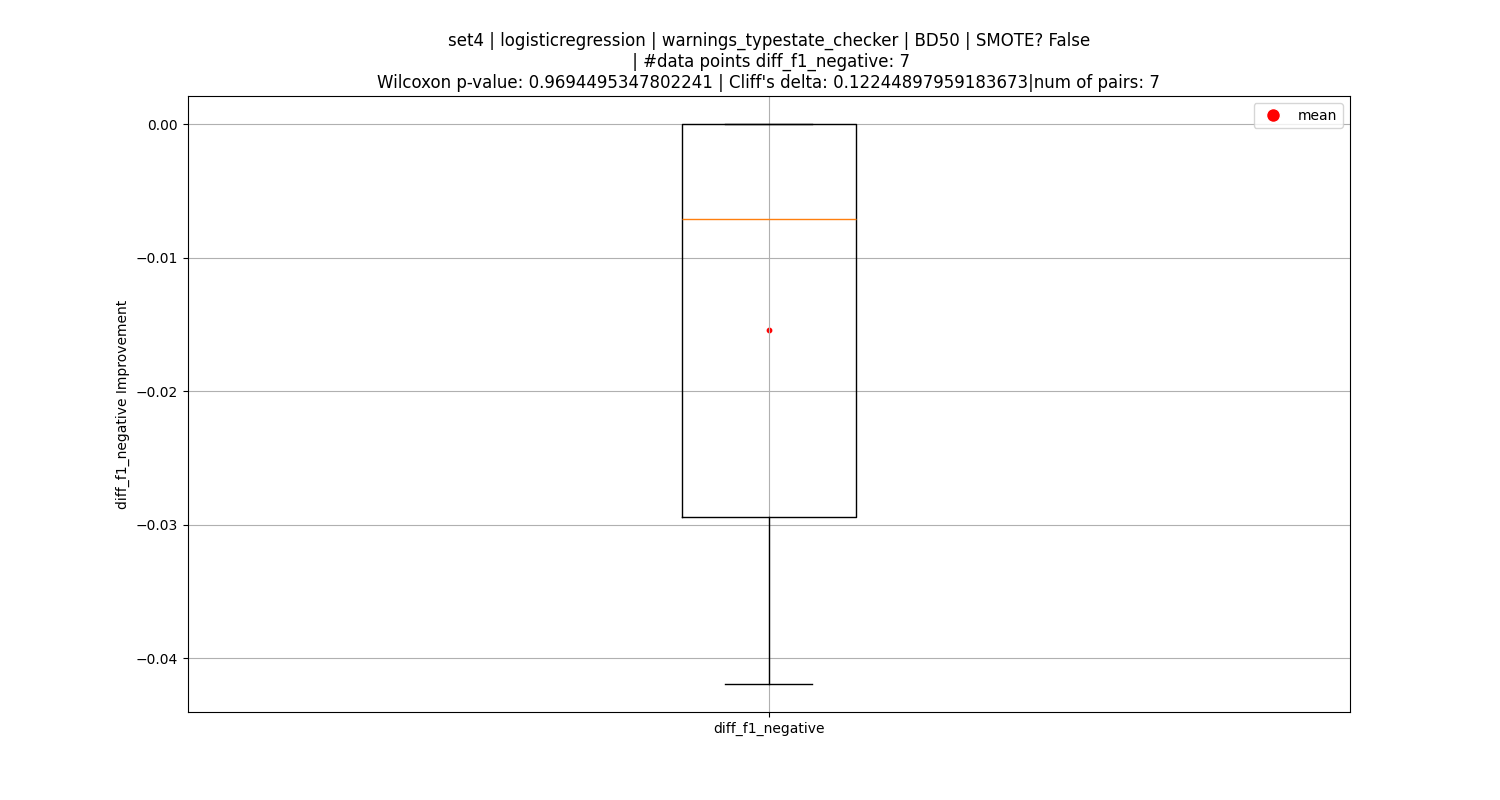 set4 | logisticregression | warnings_typestate_checker | BD50 | SMOTE? False
| #data points diff_f1_negative: 7
Wilcoxon p-value: 0.9694495347802241 | Cliff's delta: 0.12244897959183673|num of pairs: 7
mean
0.00
−0.01
−0.02
−0.03
−0.04
diff_f1_negative Improvement
diff_f1_negative